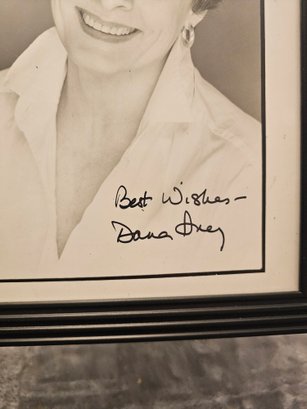 Best Wishes –
Dana Ivey